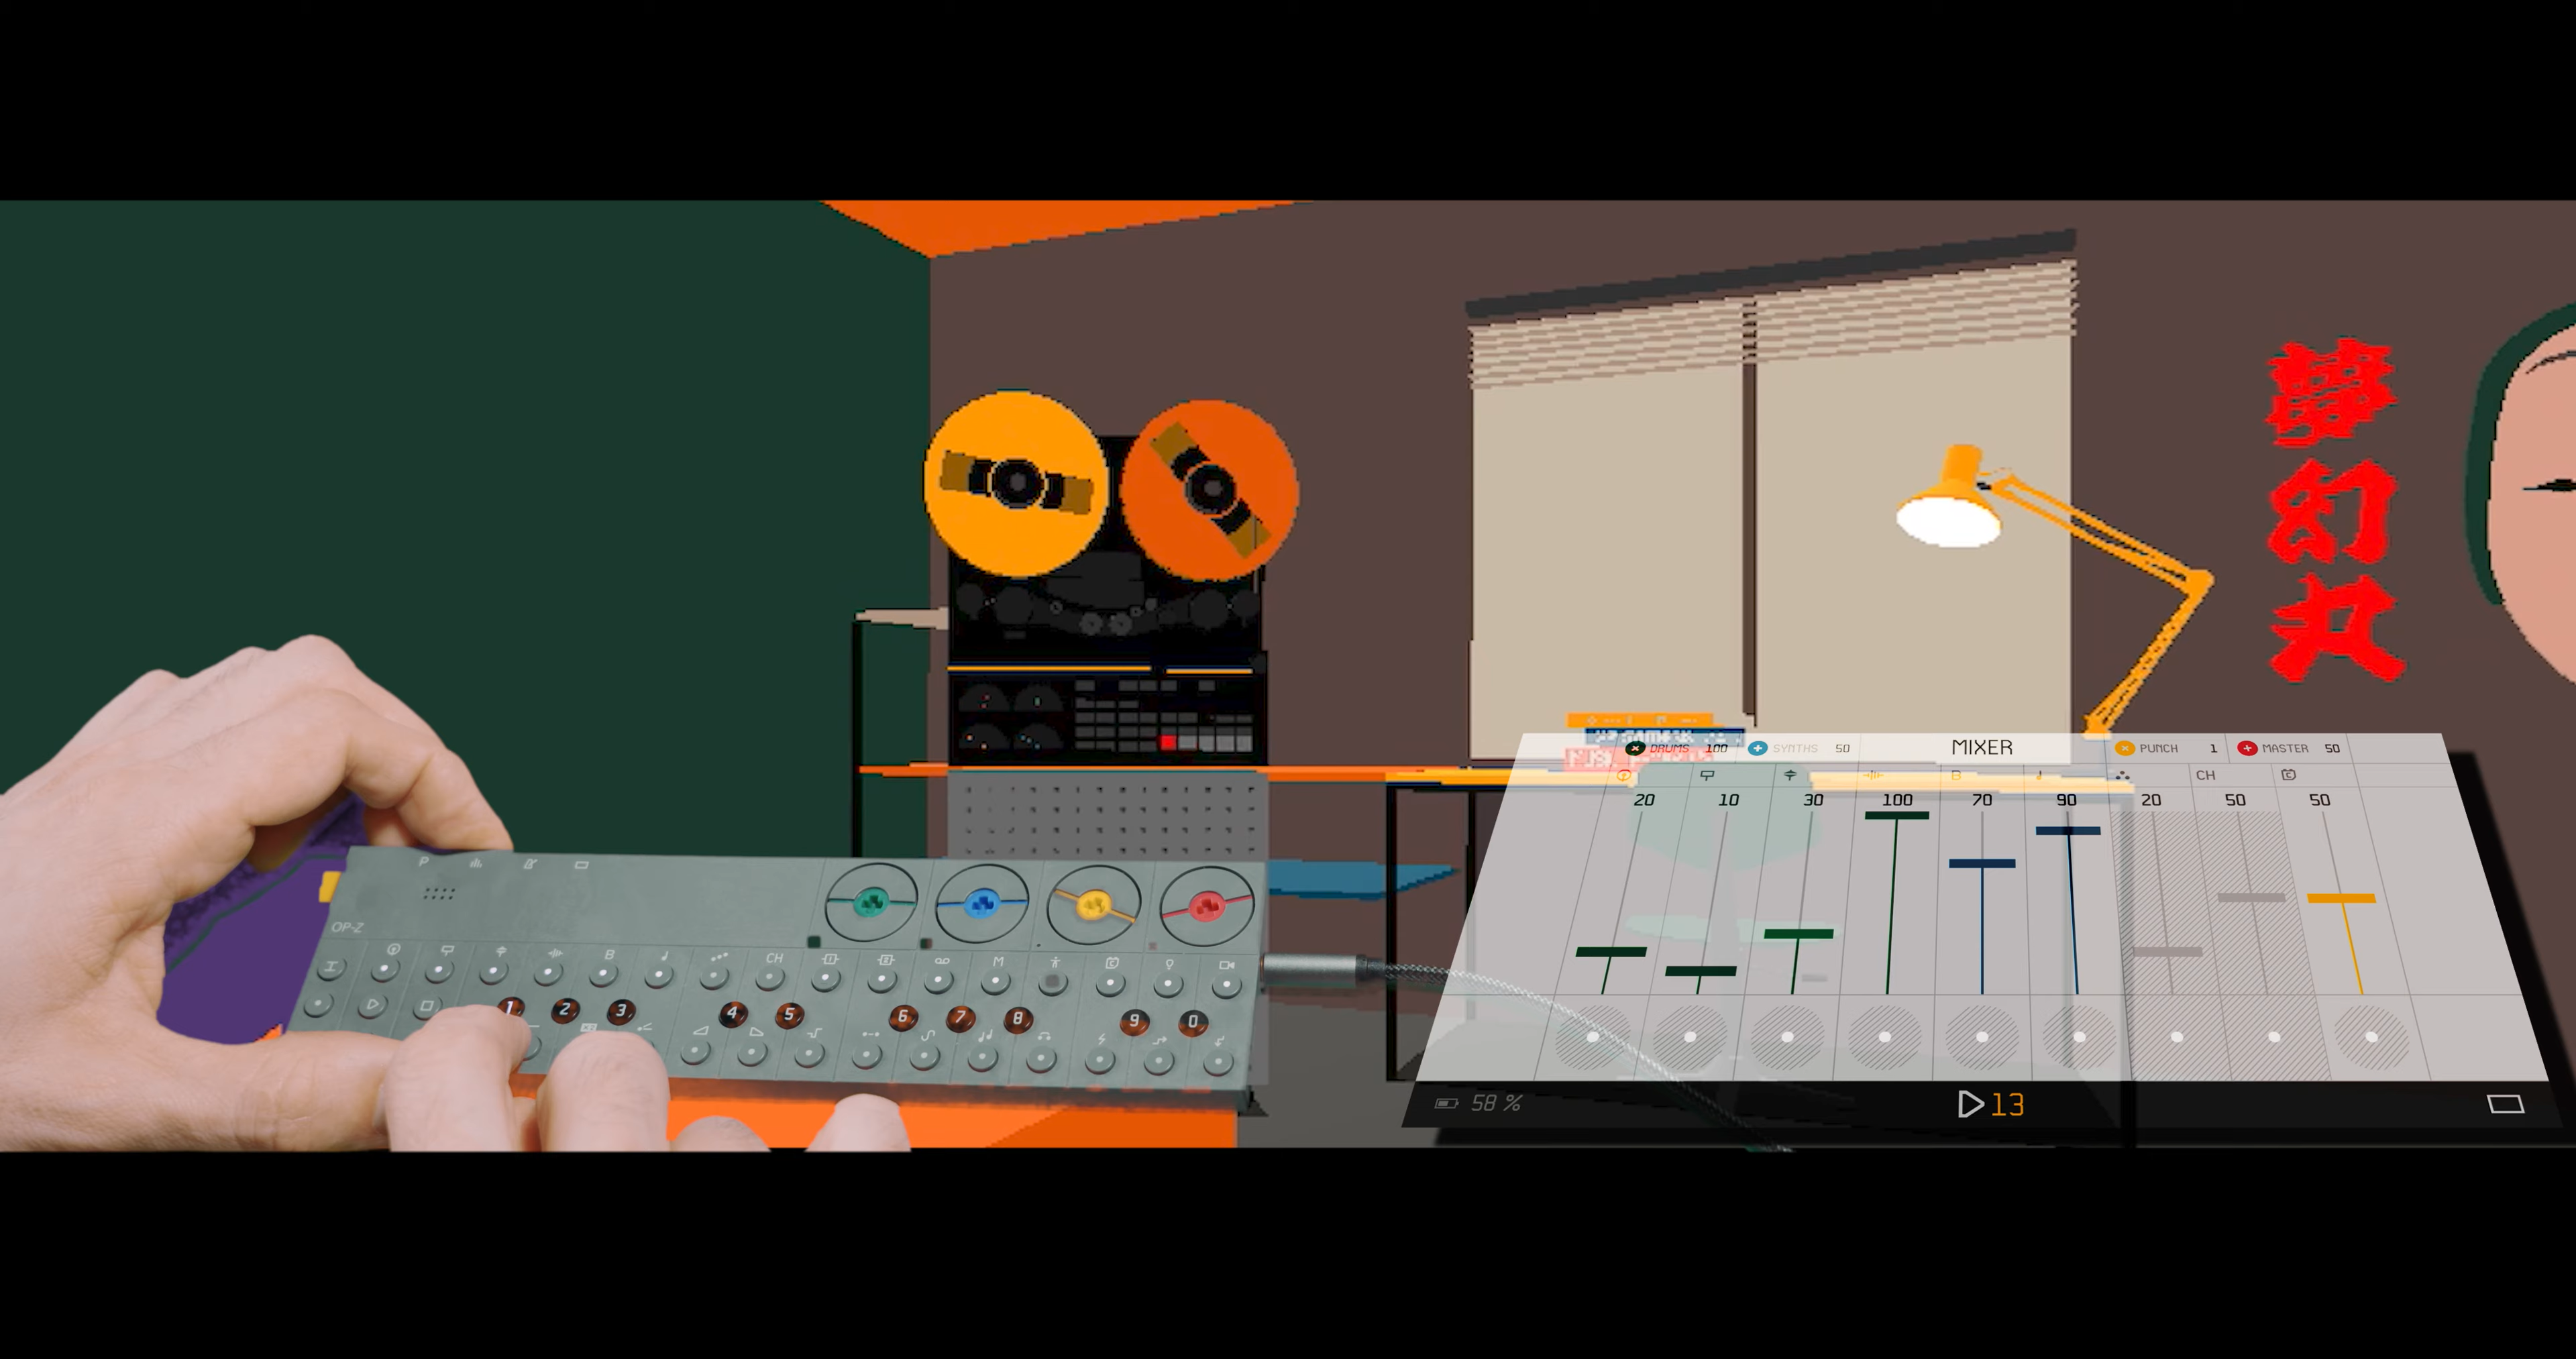 夢幻丸
DRUMS 100 SYNTHS 50 MIXER PUNCH 1 MASTER 50
B CH
20 10 30 100 70 90 20 50 50
P
OP-Z
B CH M
1 2 3 4 5 6 7 8 9 0
58 % 13